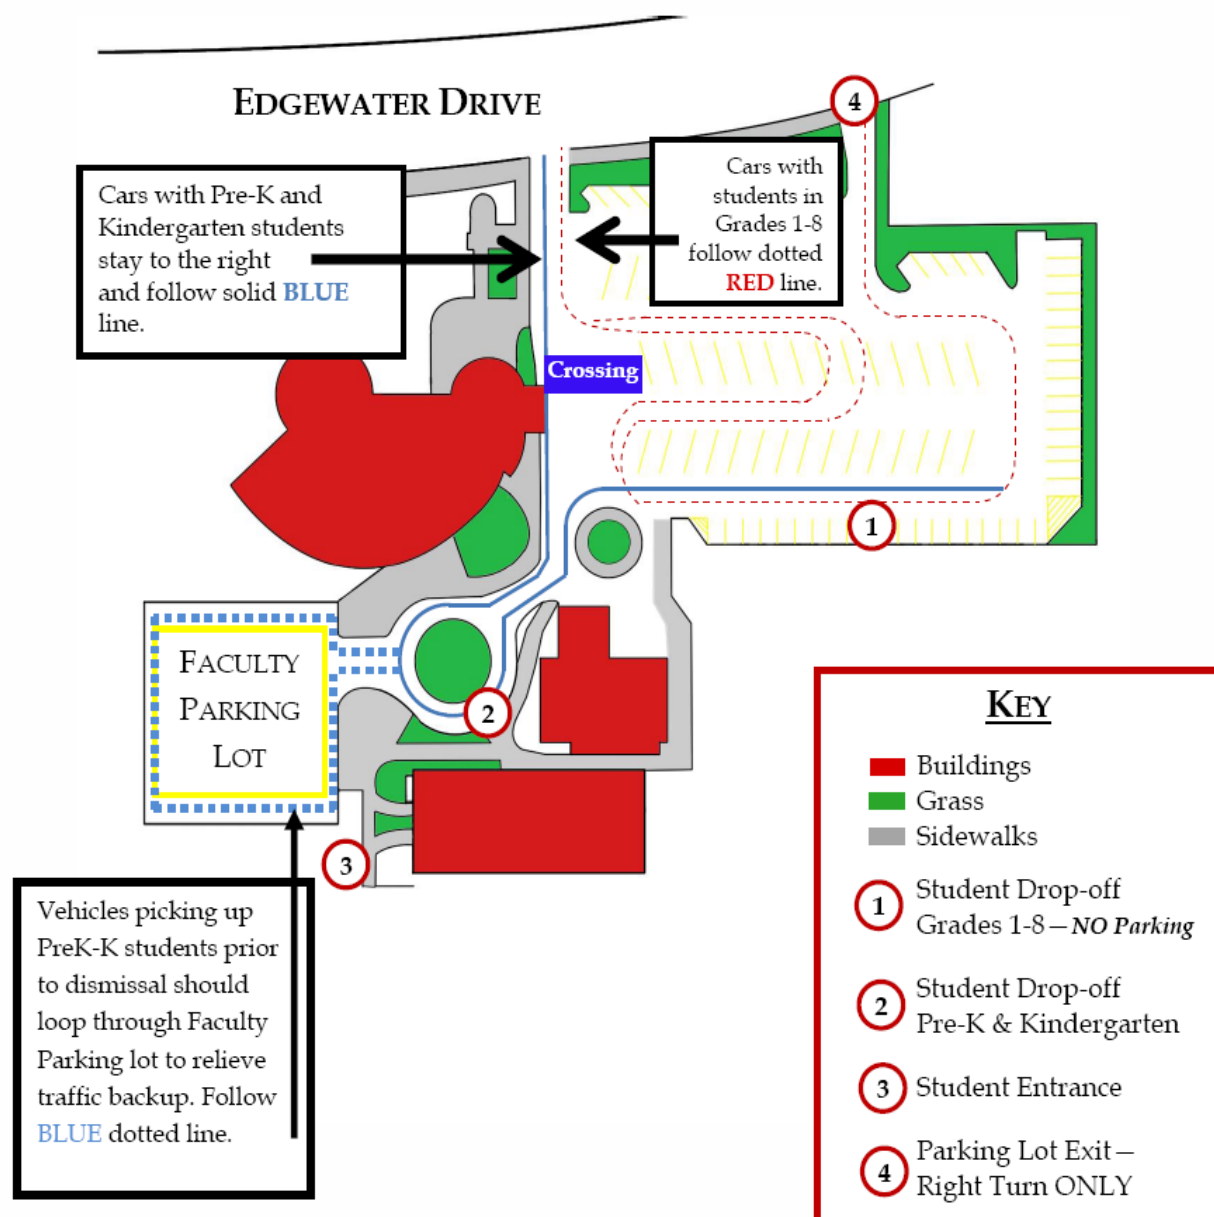 EDGEWATER DRIVE
4
Cars with Pre-K and
Kindergarten students
stay to the right
and follow solid BLUE
line.
Cars with
students in
Grades 1-8
follow dotted
RED line.
Crossing
1
FACULTY
PARKING
LOT
2
3
Vehicles picking up
PreK-K students prior
to dismissal should
loop through Faculty
Parking lot to relieve
traffic backup. Follow
BLUE dotted line.
KEY
Buildings
Grass
Sidewalks
1 Student Drop-off
Grades 1-8—NO Parking
2 Student Drop-off
Pre-K & Kindergarten
3 Student Entrance
4 Parking Lot Exit—
Right Turn ONLY